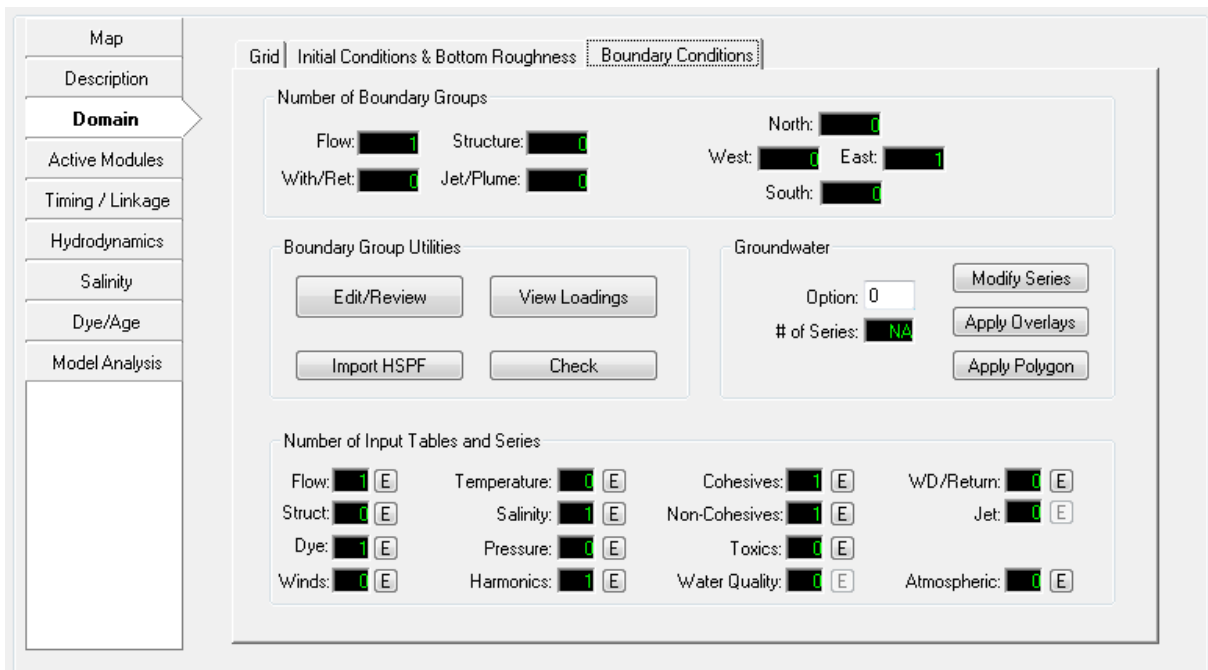 Map
Description
Domain
Active Modules
Timing / Linkage
Hydrodynamics
Salinity
Dye/Age
Model Analysis
Grid Initial Conditions & Bottom Roughness Boundary Conditions
Number of Boundary Groups
North: 0
Flow: 1 Structure: 0
West: 0 East: 1
With/Ret: 0 Jet/Plume: 0
South: 0
Boundary Group Utilities
Edit/Review View Loadings
Import HSPF Check
Groundwater
Option: 0
# of Series: NA
Modify Series
Apply Overlays
Apply Polygon
Number of Input Tables and Series
Flow: 1 E Temperature: 0 E Cohesives: 1 E WD/Return: 0 E
Struct: 0 E Salinity: 1 E Non-Cohesives: 1 E Jet: 0 E
Dye: 1 E Pressure: 0 E Toxics: 0 E
Winds: 0 E Harmonics: 1 E Water Quality: 0 E Atmospheric: 0 E